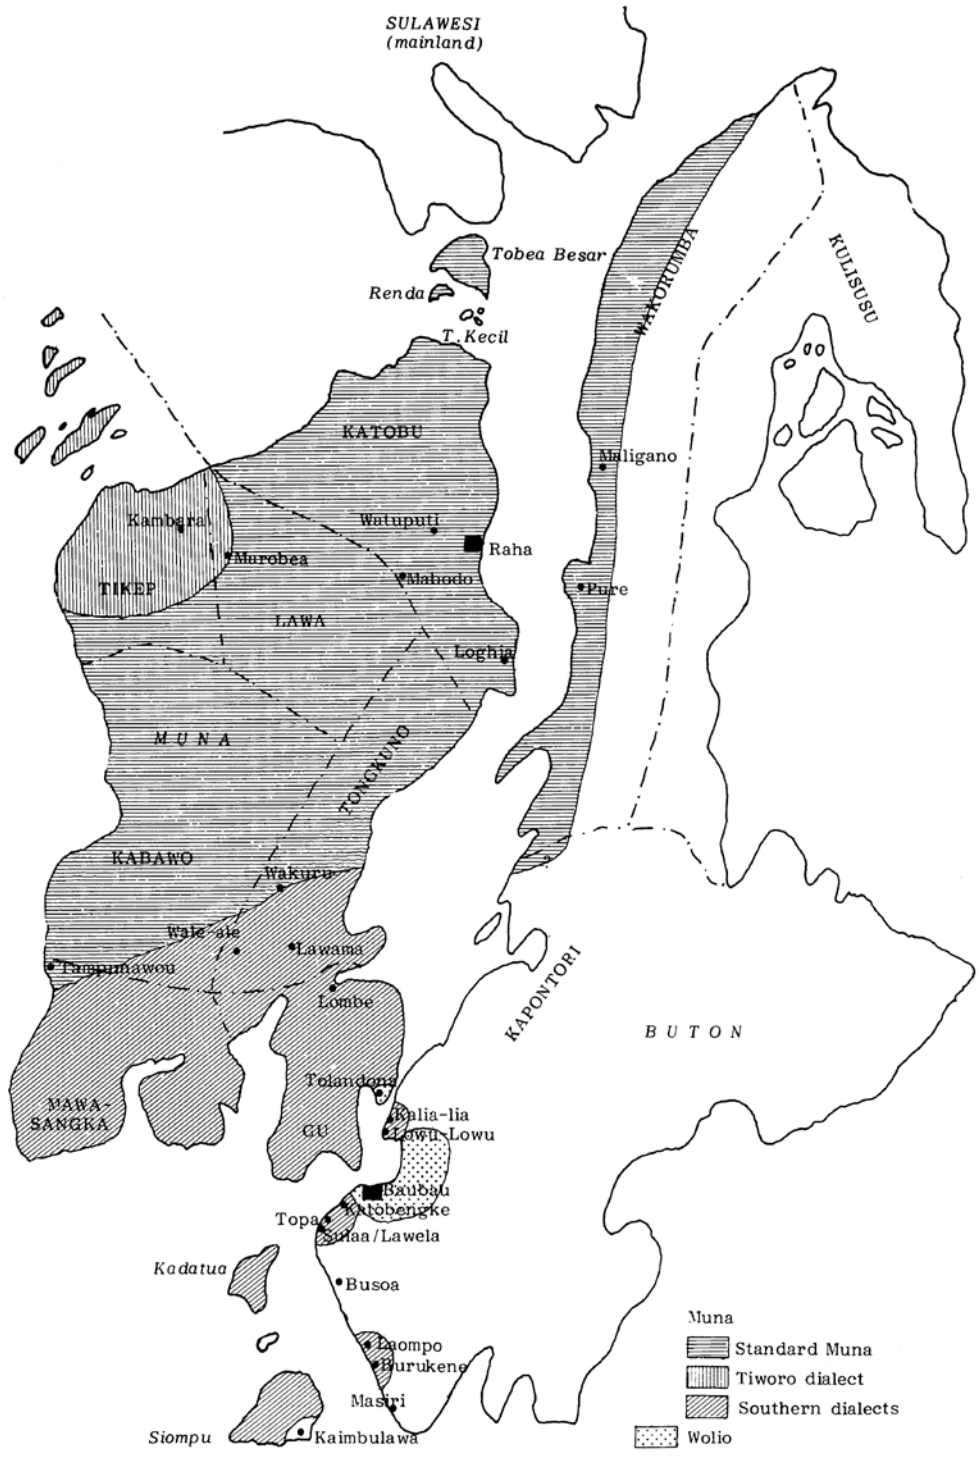 SULAWESI
(mainland)
Tobea Besar
Renda
T. Kecil
WAKORUMBA
KULISUSU
KATOBU
Maligano
Kambara
Watuputi
Raha
Marobea
Mabodo
TIKEP
Pure
LAWA
Loghia
MUNA
TONGKUNO
KABAWO
Wakuru
?
Wale-ale
Lawama
Tampunawou
Lombe
KAPONTORI
BUTON
Tolandona
MAWA-
SANGKA
Kalia-lia
GU
Lowu-Lowu
Baubau
Katobengke
Topa
Sulaa/Lawela
Kadatua
Busoa
Laompo
Burukene
Masiri
Siompu
Kaimbulawa
Muna
Standard Muna
Tiworo dialect
Southern dialects
Wolio